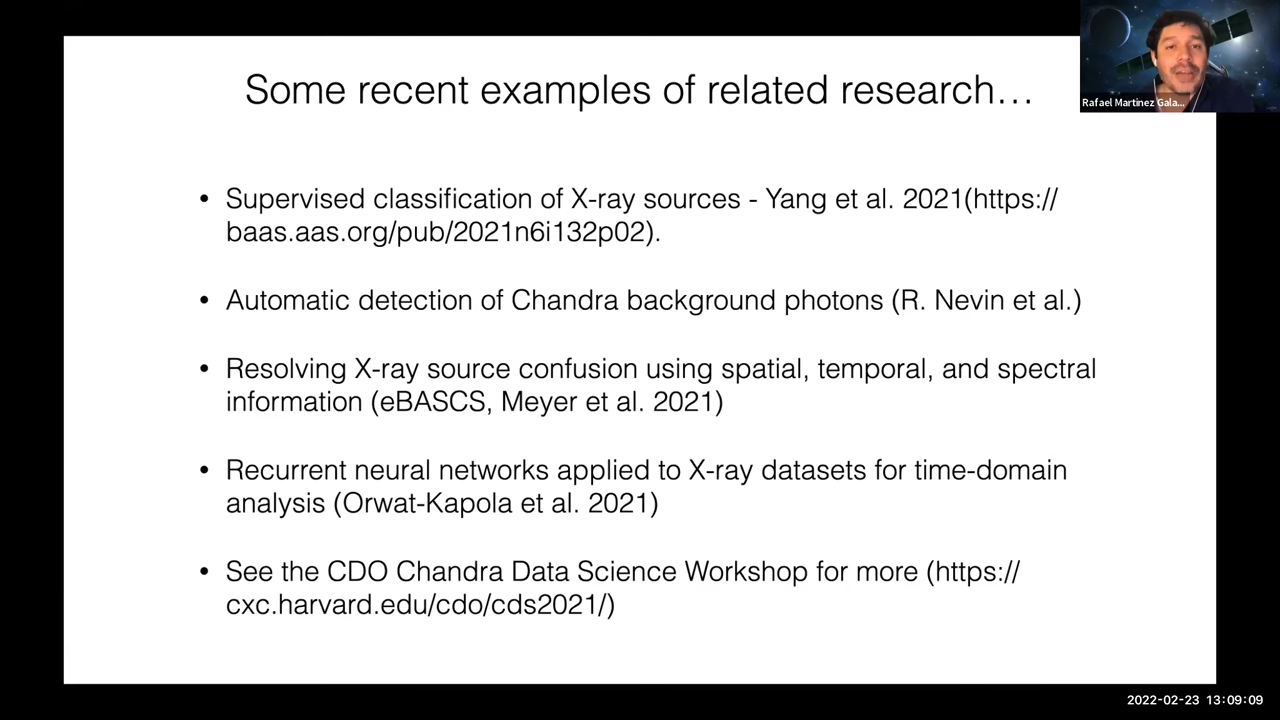 Some recent examples of related research…
Rafael Martinez Gala...
• Supervised classification of X-ray sources - Yang et al. 2021(https://
baas.aas.org/pub/2021n6i132p02).
• Automatic detection of Chandra background photons (R. Nevin et al.)
• Resolving X-ray source confusion using spatial, temporal, and spectral
information (eBASCS, Meyer et al. 2021)
• Recurrent neural networks applied to X-ray datasets for time-domain
analysis (Orwat-Kapola et al. 2021)
• See the CDO Chandra Data Science Workshop for more (https://
cxc.harvard.edu/cdo/cds2021/)
2022-02-23 13:09:09